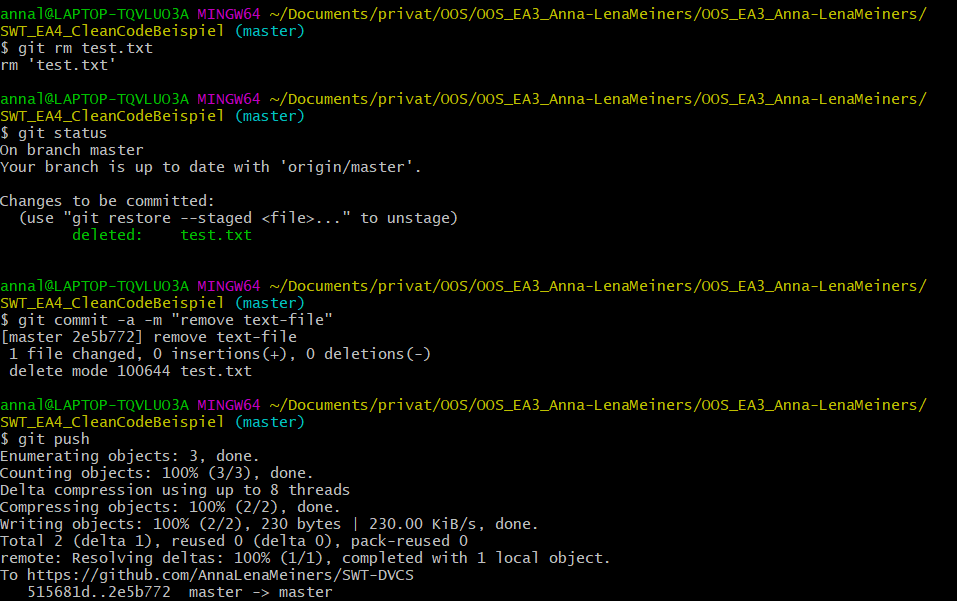 annal@LAPTOP-TQVLUO3A MINGW64 ~/Documents/privat/OOS/OOS_EA3_Anna-LenaMeiners/OOS_EA3_Anna-LenaMeiners/
SWT_EA4_CleanCodeBeispiel (master)
$ git rm test.txt
rm 'test.txt'

annal@LAPTOP-TQVLUO3A MINGW64 ~/Documents/privat/OOS/OOS_EA3_Anna-LenaMeiners/OOS_EA3_Anna-LenaMeiners/
SWT_EA4_CleanCodeBeispiel (master)
$ git status
On branch master
Your branch is up to date with 'origin/master'.

Changes to be committed:
  (use "git restore --staged <file>..." to unstage)
        deleted:    test.txt


annal@LAPTOP-TQVLUO3A MINGW64 ~/Documents/privat/OOS/OOS_EA3_Anna-LenaMeiners/OOS_EA3_Anna-LenaMeiners/
SWT_EA4_CleanCodeBeispiel (master)
$ git commit -a -m "remove text-file"
[master 2e5b772] remove text-file
 1 file changed, 0 insertions(+), 0 deletions(-)
 delete mode 100644 test.txt

annal@LAPTOP-TQVLUO3A MINGW64 ~/Documents/privat/OOS/OOS_EA3_Anna-LenaMeiners/OOS_EA3_Anna-LenaMeiners/
SWT_EA4_CleanCodeBeispiel (master)
$ git push
Enumerating objects: 3, done.
Counting objects: 100% (3/3), done.
Delta compression using up to 8 threads
Compressing objects: 100% (2/2), done.
Writing objects: 100% (2/2), 230 bytes | 230.00 KiB/s, done.
Total 2 (delta 1), reused 0 (delta 0), pack-reused 0
remote: Resolving deltas: 100% (1/1), completed with 1 local object.
To https://github.com/AnnaLenaMeiners/SWT-DVCS
   515681d..2e5b772  master -> master